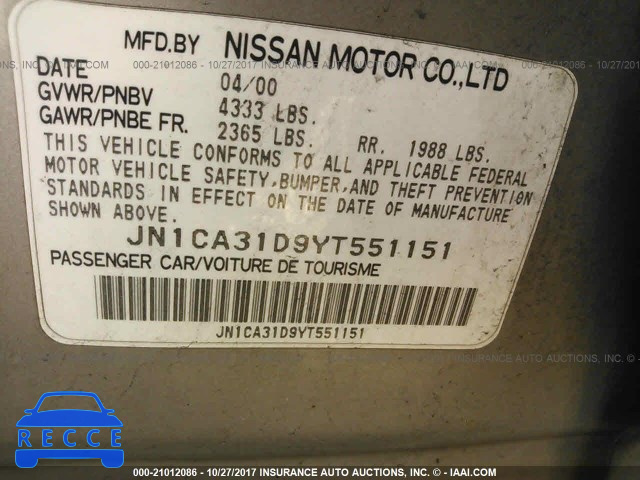 MFD.BY NISSAN MOTOR CO.,LTD
DATE 04/00
GVWR/PNBV 4333 LBS.
GAWR/PNBE FR. 2365 LBS. RR. 1988 LBS.
THIS VEHICLE CONFORMS TO ALL APPLICABLE FEDERAL
MOTOR VEHICLE SAFETY, BUMPER, AND THEFT PREVENTION
STANDARDS IN EFFECT ON THE DATE OF MANUFACTURE
SHOWN ABOVE.
JN1CA31D9YT551151
PASSENGER CAR/VOITURE DE TOURISME
JN1CA31D9YT551151
RECCE
000-21012086 - 10/27/2017 INSURANCE AUTO AUCTIONS, INC. - IAAI.COM